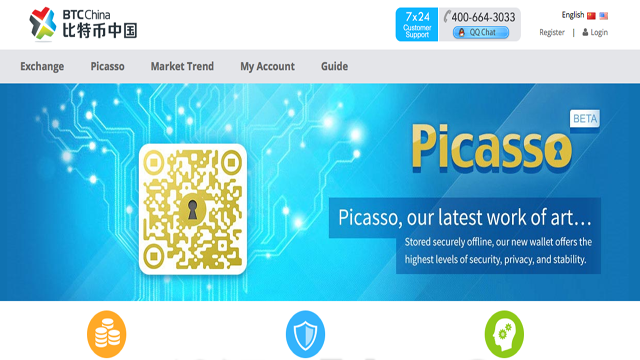 BTCChina
比特币中国
7x24
Customer
Support
400-664-3033
QQ Chat
English
Register | Login
Exchange Picasso Market Trend My Account Guide
BETA
Picasso
Picasso, our latest work of art…
Stored securely offline, our new wallet offers the
highest levels of security, privacy, and stability.